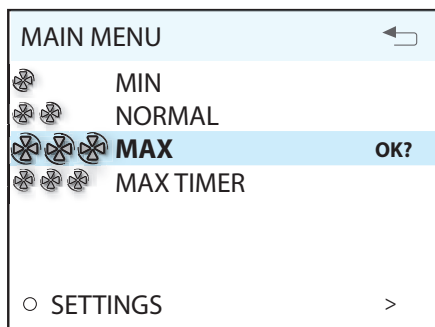 MAIN MENU
MIN
NORMAL
MAX OK?
MAX TIMER
SETTINGS >